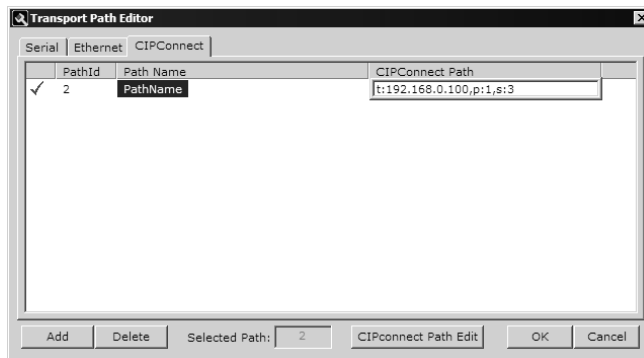 Transport Path Editor
Serial Ethernet CIPConnect
PathId Path Name CIPConnect Path
2 PathName t:192.168.0.100,p:1,s:3
Add Delete Selected Path: 2 CIPconnect Path Edit OK Cancel